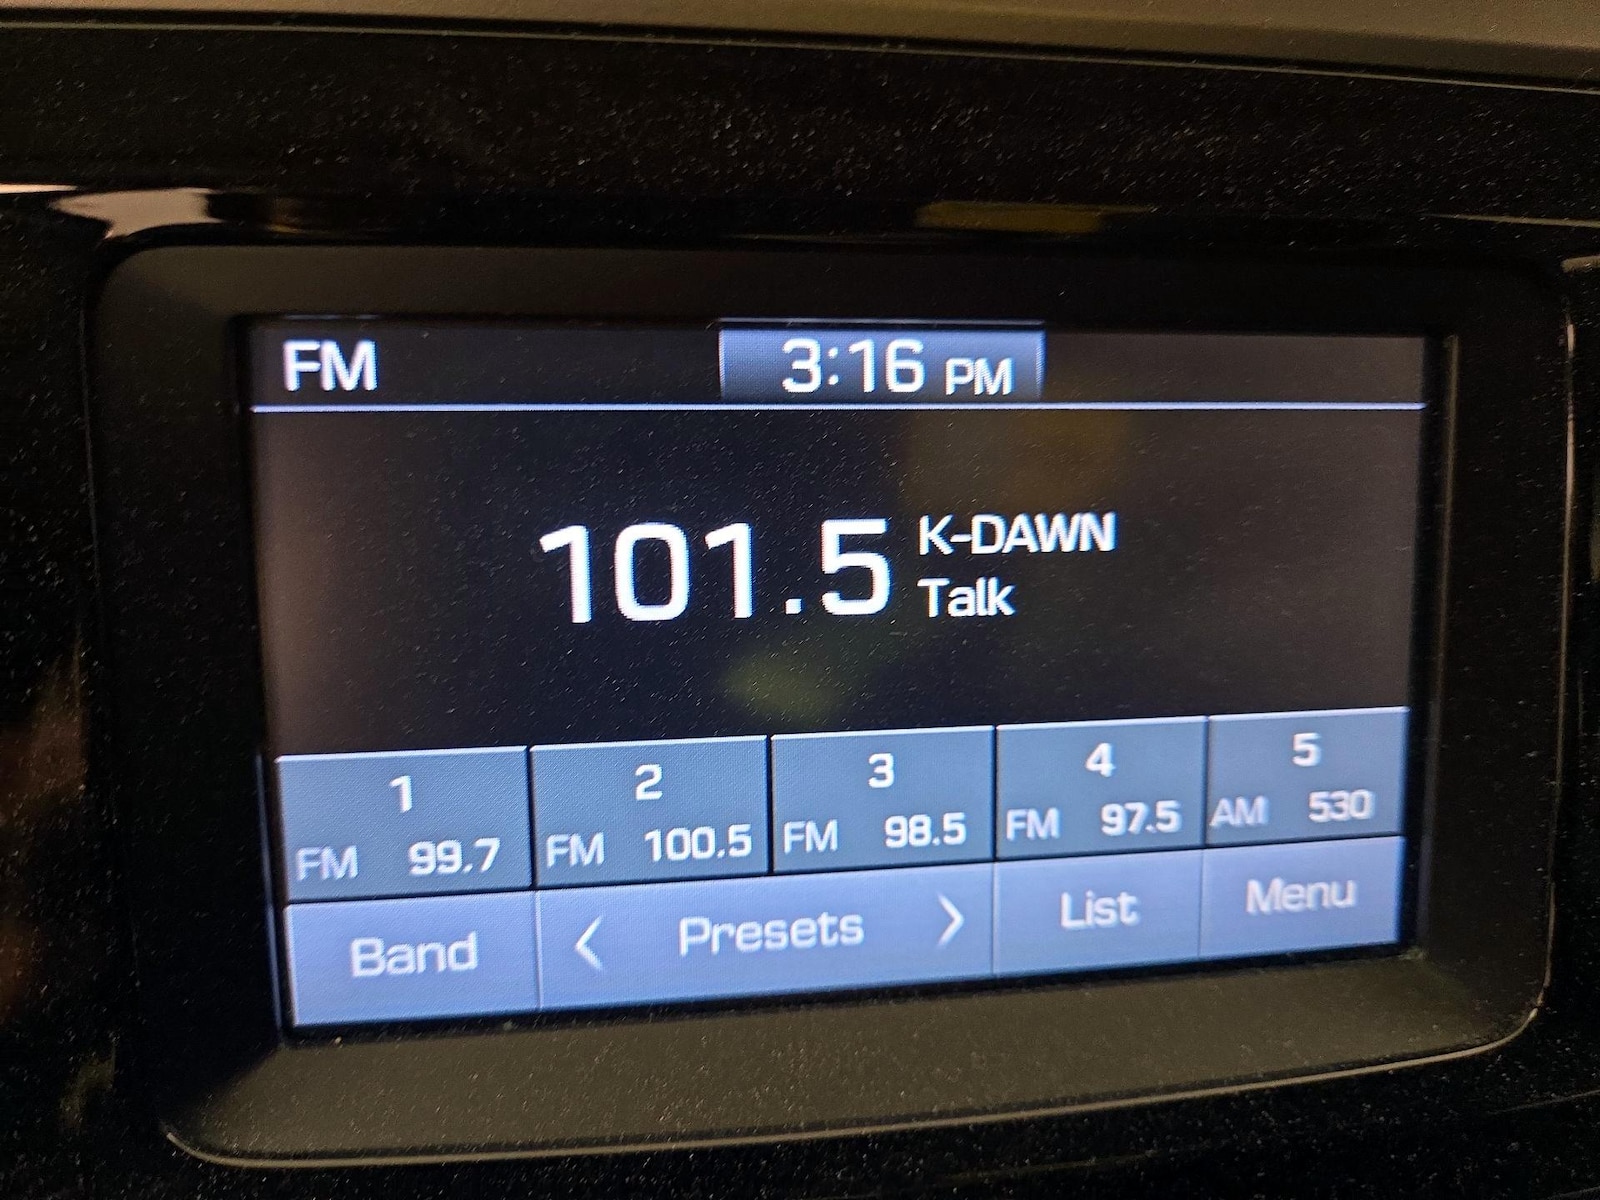 FM 3:16 PM
101.5 K-DAWN
Talk
1 2 3 4 5
FM 99.7 FM 100.5 FM 98.5 FM 97.5 AM 530
Band < Presets > List Menu